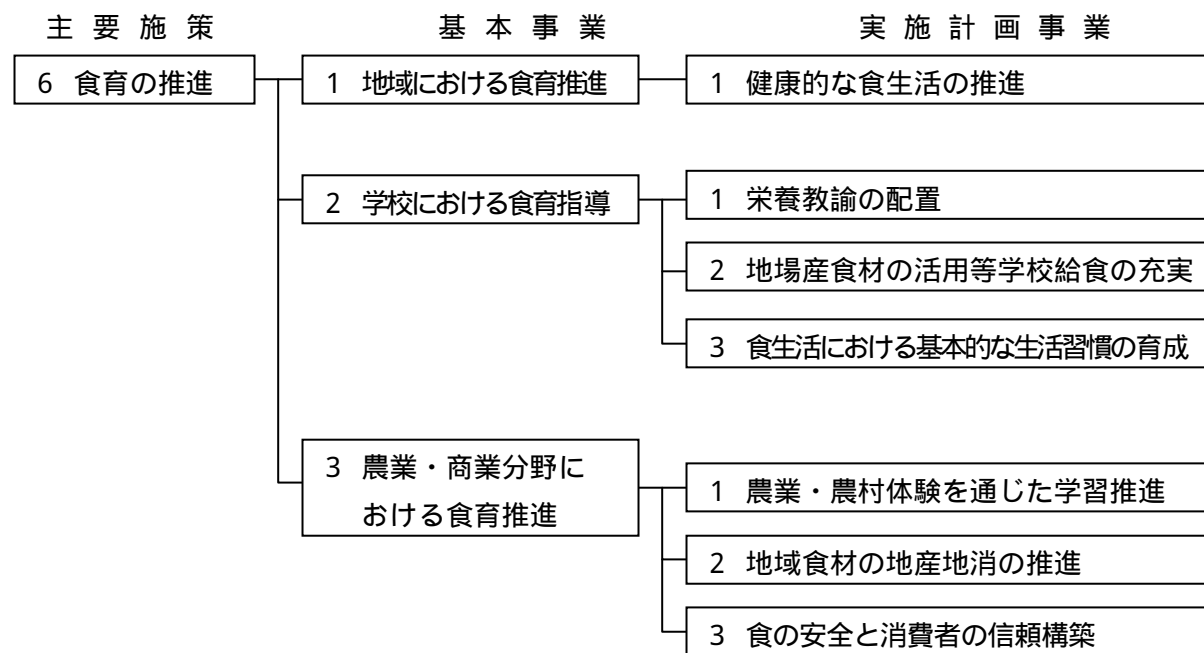 主要施策 基本事業 実施計画事業
6 食育の推進
1 地域における食育推進
1 健康的な食生活の推進
2 学校における食育指導
1 栄養教諭の配置
2 地場産食材の活用等学校給食の充実
3 食生活における基本的な生活習慣の育成
3 農業・商業分野に
おける食育推進
1 農業・農村体験を通じた学習推進
2 地域食材の地産地消の推進
3 食の安全と消費者の信頼構築